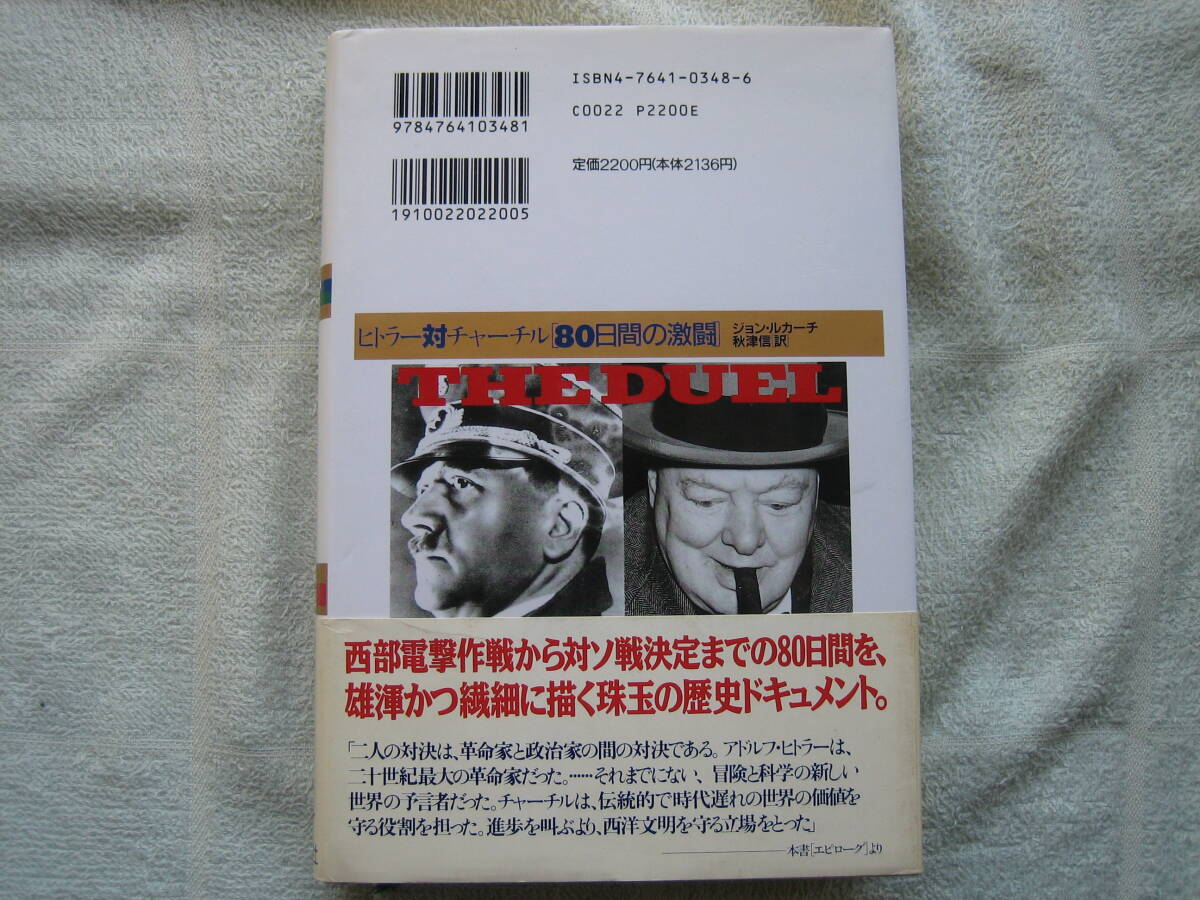 ISBN4-7641-0348-6
9784764103481
C0022 P2200E
定価2200円(本体2136円)
1910022022005
ヒトラー対チャーチル[80日間の激闘]
ジョン・ルカーチ
秋津信[訳]
THE DUEL
西部電撃作戦から対ソ戦決定までの80日間を、
雄渾かつ繊細に描く珠玉の歴史ドキュメント。
「二人の対決は、革命家と政治家の間の対決である。アドルフ・ヒトラーは、
二十世紀最大の革命家だった。……それまでにない、冒険と科学の新しい
世界の予言者だった。チャーチルは、伝統的で時代遅れの世界の価値を
守る役割を担った。進歩を叫ぶより、西洋文明を守る立場をとった」
本書[エピローグ]より